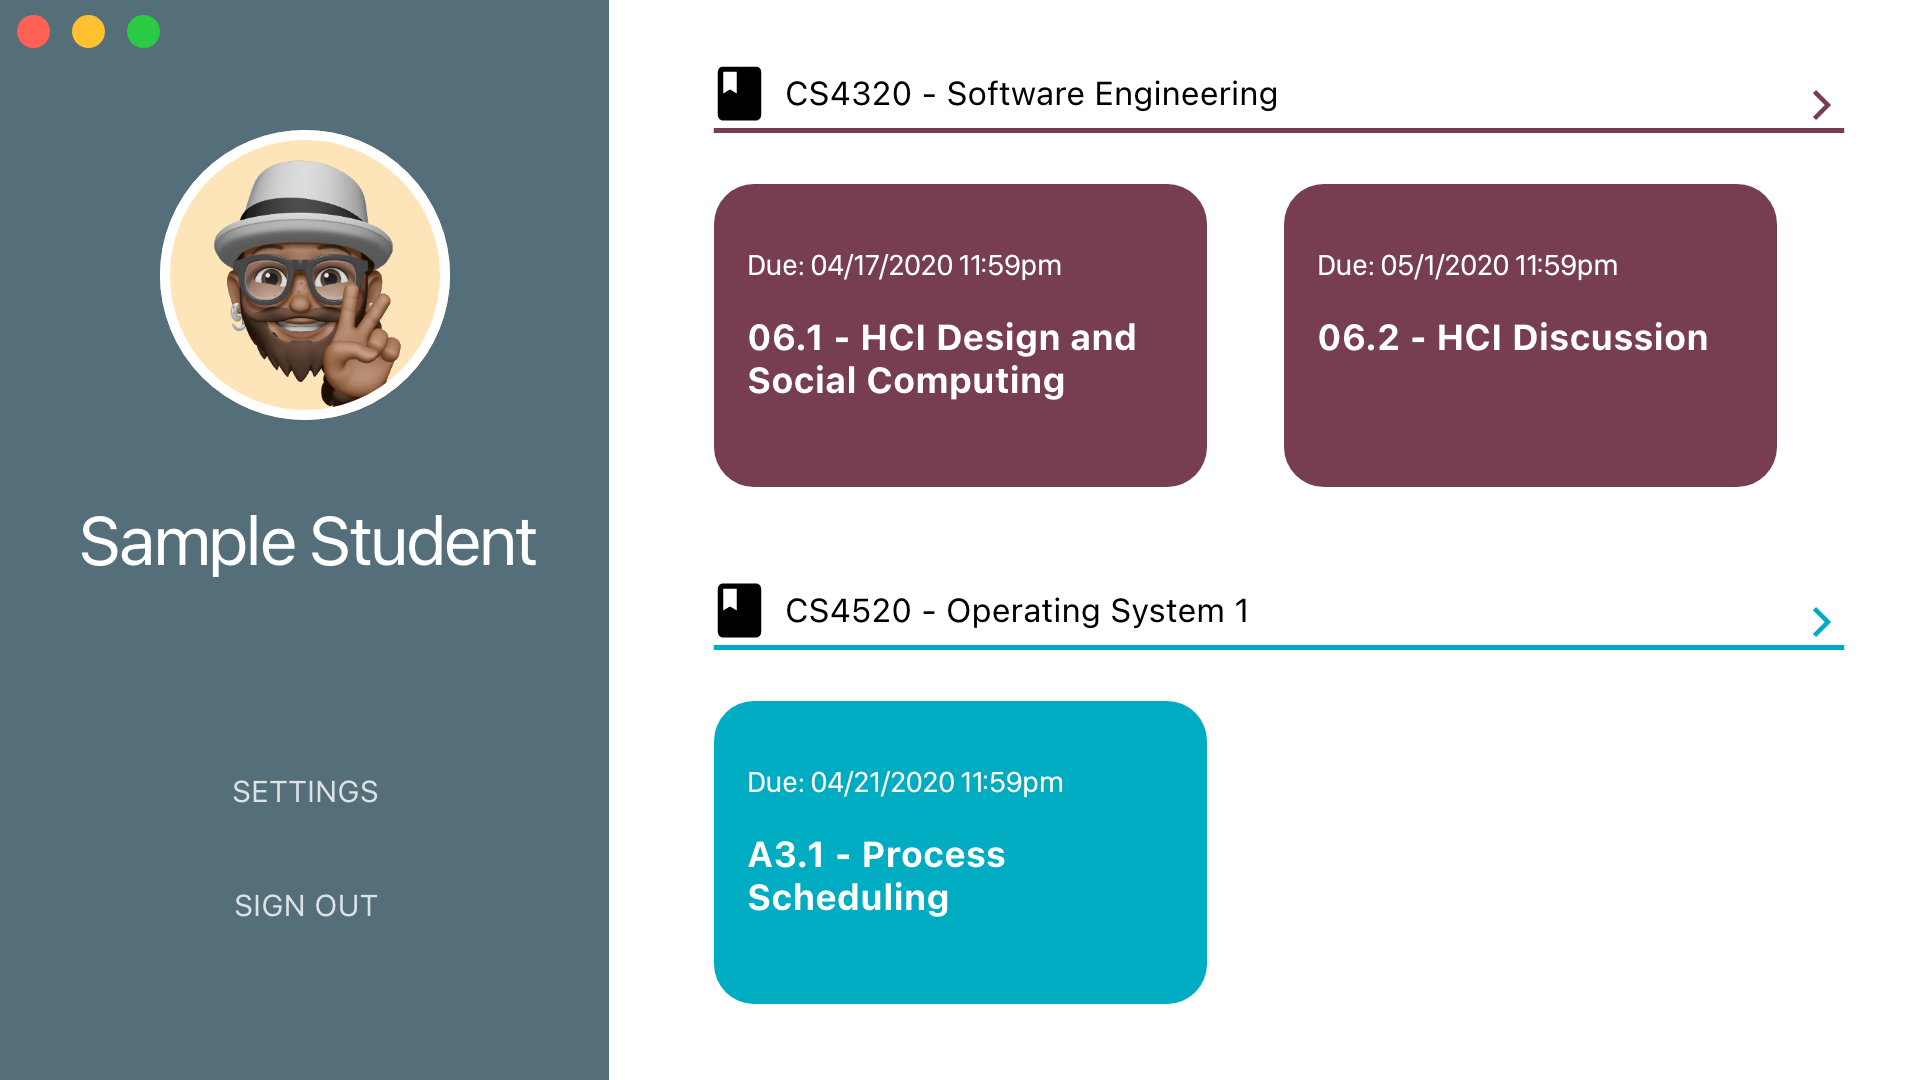 Sample Student
SETTINGS
SIGN OUT
CS4320 - Software Engineering
Due: 04/17/2020 11:59pm
06.1 - HCI Design and
Social Computing
Due: 05/1/2020 11:59pm
06.2 - HCI Discussion
CS4520 - Operating System 1
Due: 04/21/2020 11:59pm
A3.1 - Process
Scheduling